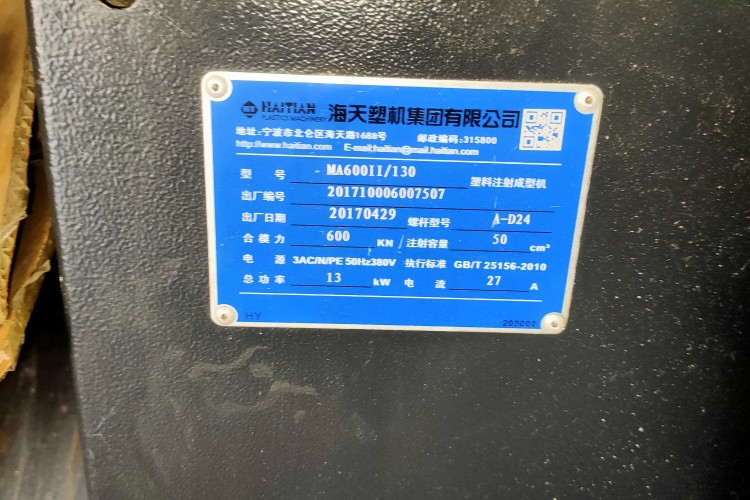 HAITIAN 海天塑机集团有限公司
PLASTICS MACHINERY
地址:宁波市北仑区海天路1688号 邮政编码:315800
http://www.haitian.com E-mail:haitian@mail.haitian.com
型 号 MA600II/130 塑料注射成型机
出厂编号 201710006007507
出厂日期 20170429 螺杆型号 A-D24
合模力 600 KN 注射容量 50 cm³
电 源 3AC/N/PE 50Hz380V 执行标准 GB/T 25156-2010
总功率 13 kW 电 流 27 A
HY